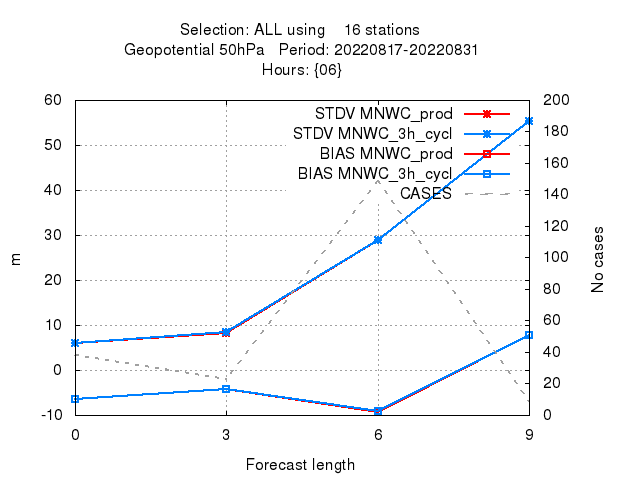 Selection: ALL using    16 stations
Geopotential 50hPa   Period: 20220817-20220831
Hours: {06}
60
50
40
30
20
10
0
-10
m
STDV MNWC_prod
STDV MNWC_3h_cycl
BIAS MNWC_prod
BIAS MNWC_3h_cycl
CASES
200
180
160
140
120
100
80
60
40
20
0
No cases
0 3 6 9
Forecast length